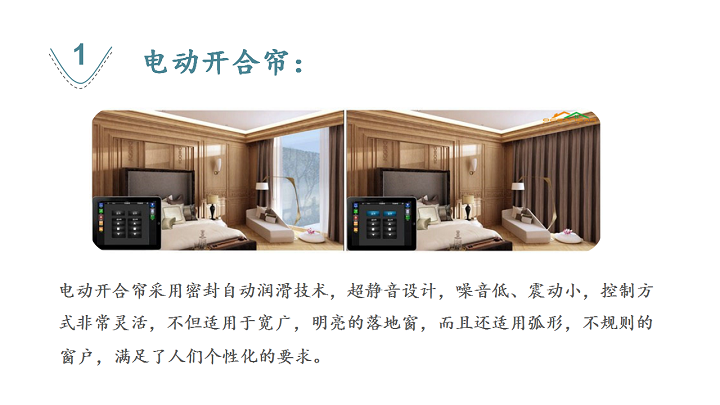 1
电动开合帘：
电动开合帘采用密封自动润滑技术，超静音设计，噪音低、震动小，控制方
式非常灵活，不但适用于宽广，明亮的落地窗，而且还适用弧形，不规则的
窗户，满足了人们个性化的要求。